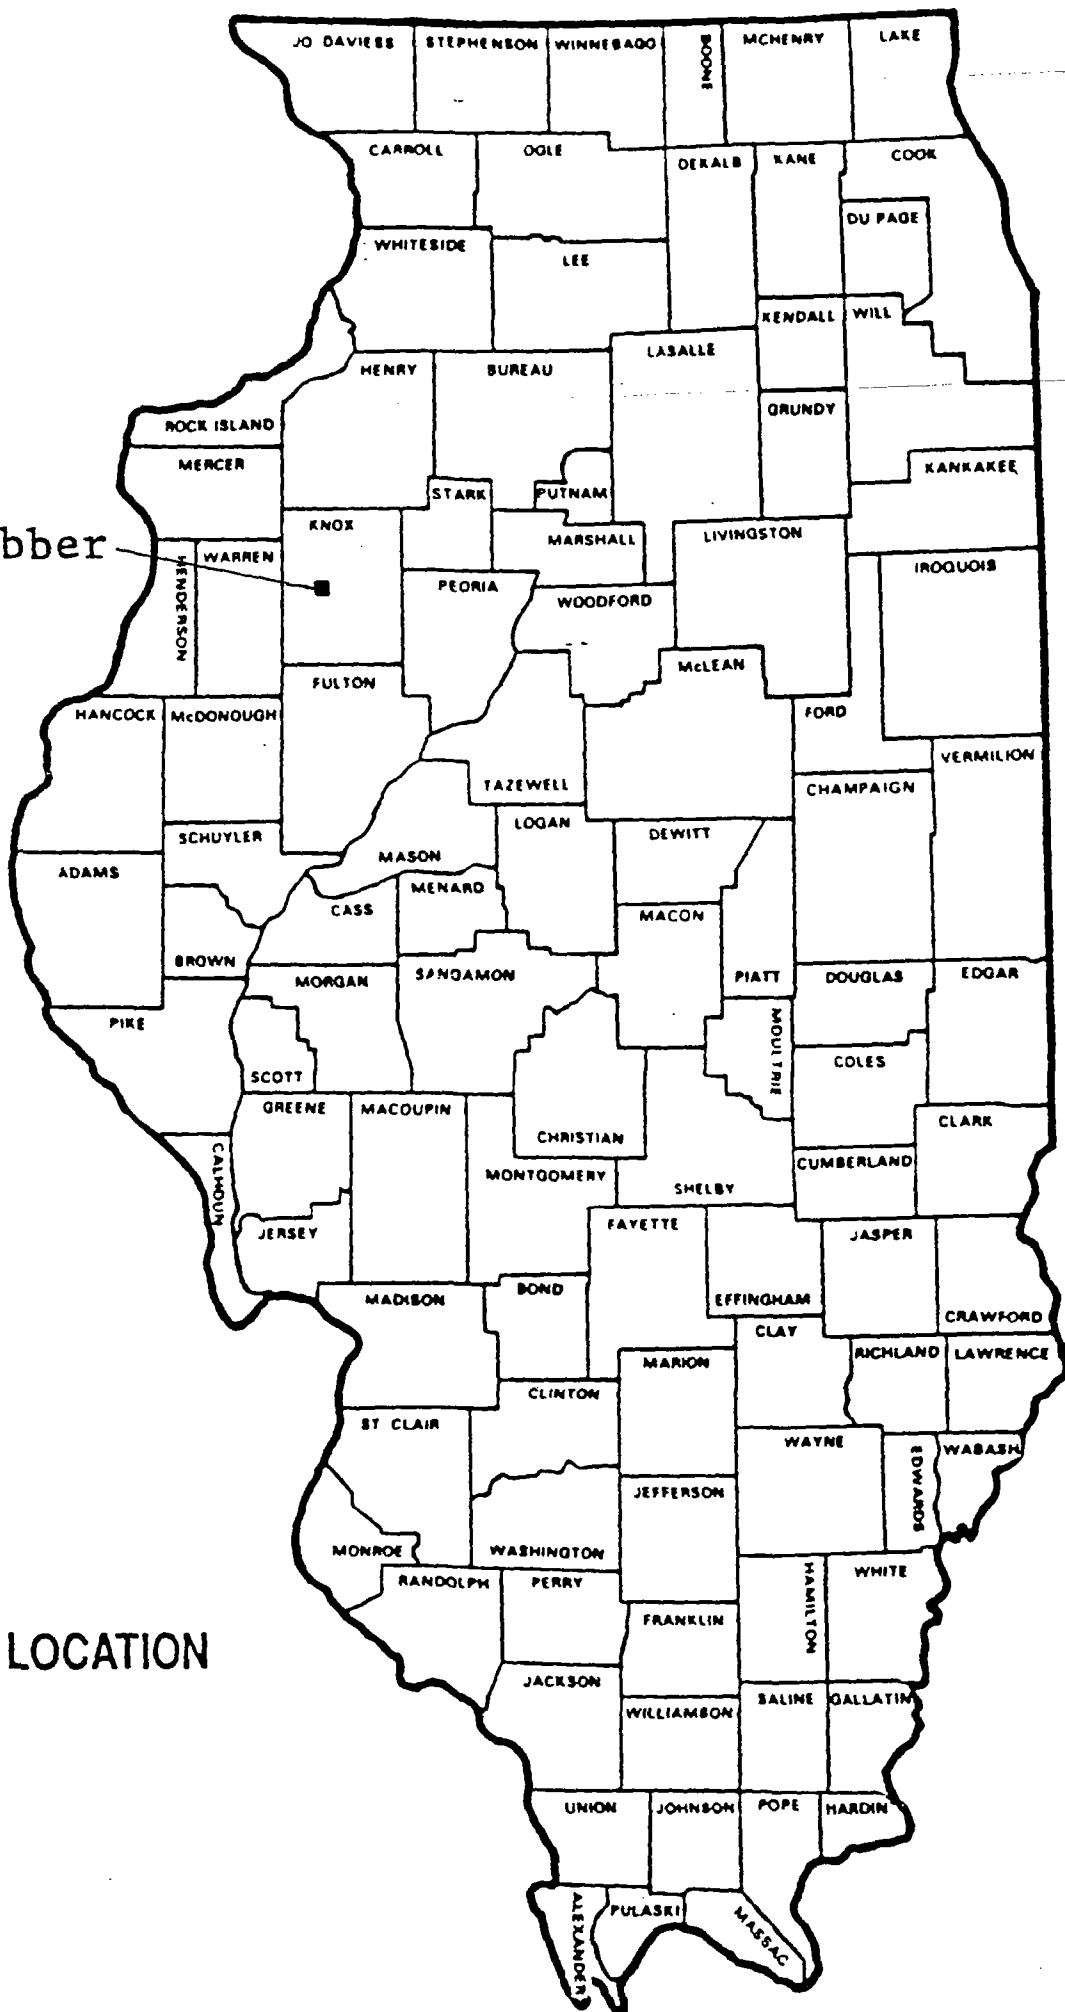 JO DAVIESS STEPHENSON WINNEBAGO BOONE MCHENRY LAKE
CARROLL OGLE DEKALB KANE COOK
DU PAGE
WHITESIDE LEE
KENDALL WILL
LASALLE
HENRY BUREAU
GRUNDY
ROCK ISLAND
MERCER KANKAKEE
STARK PUTNAM
KNOX
LIVINGSTON
MARSHALL
bber
HENDERSON WARREN
IROQUOIS
PEORIA WOODFORD
McLEAN
FULTON
HANCOCK McDONOUGH FORD
VERMILION
TAZEWELL CHAMPAIGN
LOGAN DEWITT
SCHUYLER
MASON
ADAMS MENARD
CASS MACON
BROWN MORGAN SANGAMON PIATT DOUGLAS EDGAR
PIKE MOULTRIE
COLES
SCOTT
GREENE MACOUPIN
CLARK
CHRISTIAN
CALHOUN MONTGOMERY CUMBERLAND
SHELBY
JERSEY FAYETTE JASPER
MADISON BOND EFFINGHAM
CRAWFORD
CLAY
MARION RICHLAND LAWRENCE
CLINTON
ST CLAIR
WAYNE EDWARDS WABASH
JEFFERSON
MONROE WASHINGTON
RANDOLPH PERRY HAMILTON WHITE
FRANKLIN
LOCATION
JACKSON
WILLIAMSON SALINE GALLATIN
UNION JOHNSON POPE HARDIN
ALEXANDER PULASKI MASSAC